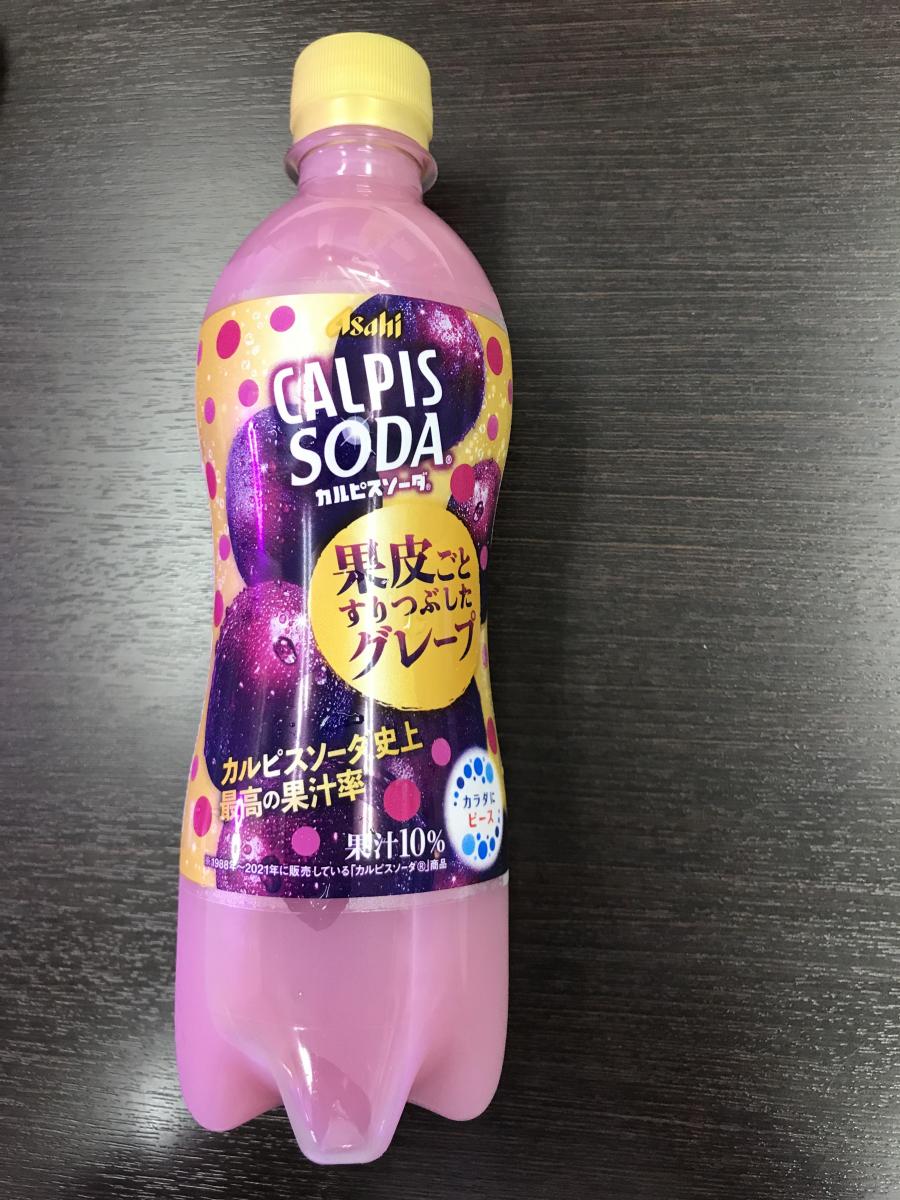 Asahi
CALPIS
SODA®
カルピスソーダ®
果皮ごと
すりつぶした
グレープ
カルピスソーダ史上
最高の果汁率
カラダに
ピース
果汁10%
※1988年〜2021年に販売している「カルピスソーダ®」商品